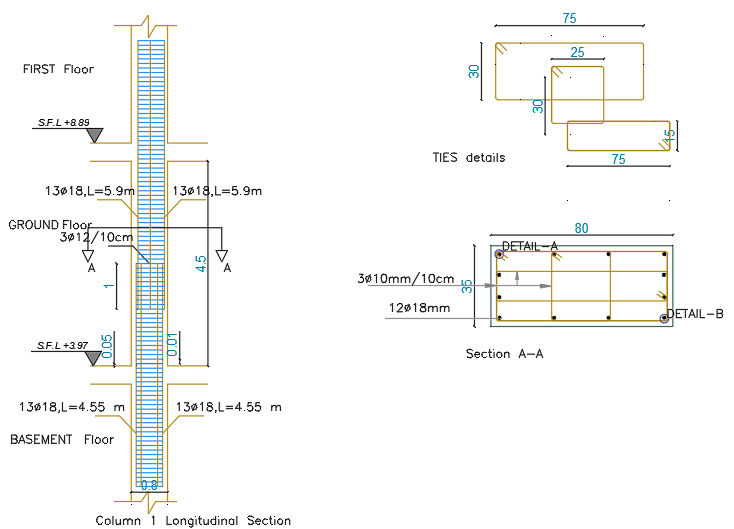 FIRST Floor
S.F.L +8.89
13ø18,L=5.9m
13ø18,L=5.9m
GROUND Floor
3ø12/10cm
A
A
4.5
1
0.05
0.01
S.F.L +3.97
13ø18,L=4.55 m
13ø18,L=4.55 m
BASEMENT Floor
0.8
Column 1 Longitudinal Section
75
30
25
30
15
75
TIES details
80
35
DETAIL-A
3ø10mm/10cm
12ø18mm
DETAIL-B
Section A-A